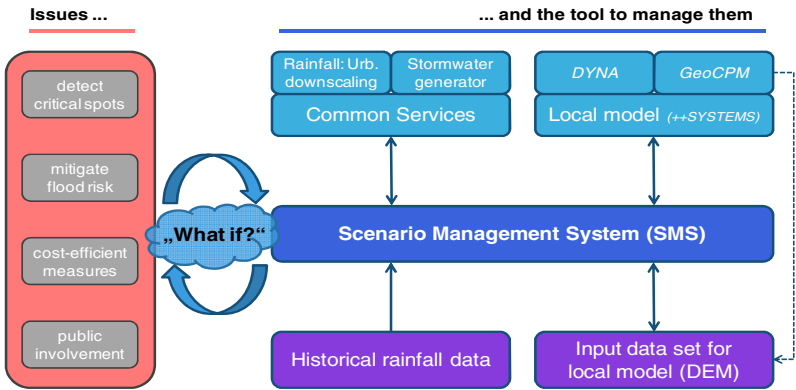 Issues ...
... and the tool to manage them
detect
critical spots
mitigate
flood risk
cost-efficient
measures
public
involvement
„What if?“
Rainfall: Urb.
downscaling
Stormwater
generator
Common Services
DYNA
GeoCPM
Local model (++SYSTEMS)
Scenario Management System (SMS)
Historical rainfall data
Input data set for
local model (DEM)